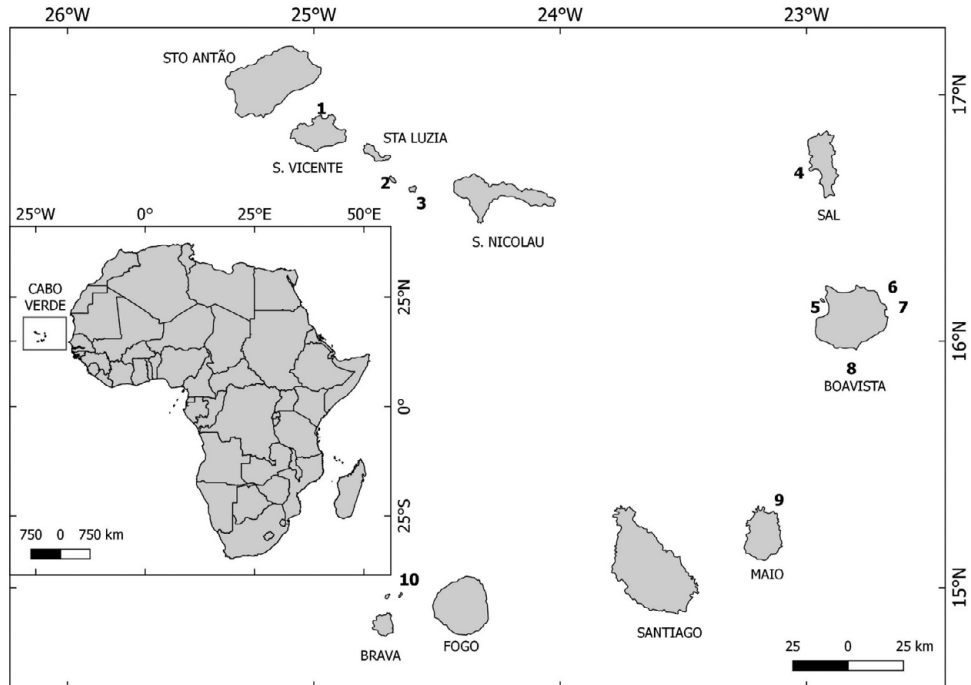 26°W 25°W 24°W 23°W
STO ANTÃO
17°N
1
STA LUZIA
S. VICENTE
2
3
4
S. NICOLAU
SAL
25°W 0° 25°E 50°E
CABO
VERDE
25°N
5
6
7
16°N
8
BOAVISTA
0°
9
25°S
750 0 750 km
MAIO
10
15°N
BRAVA
FOGO
SANTIAGO
25 0 25 km